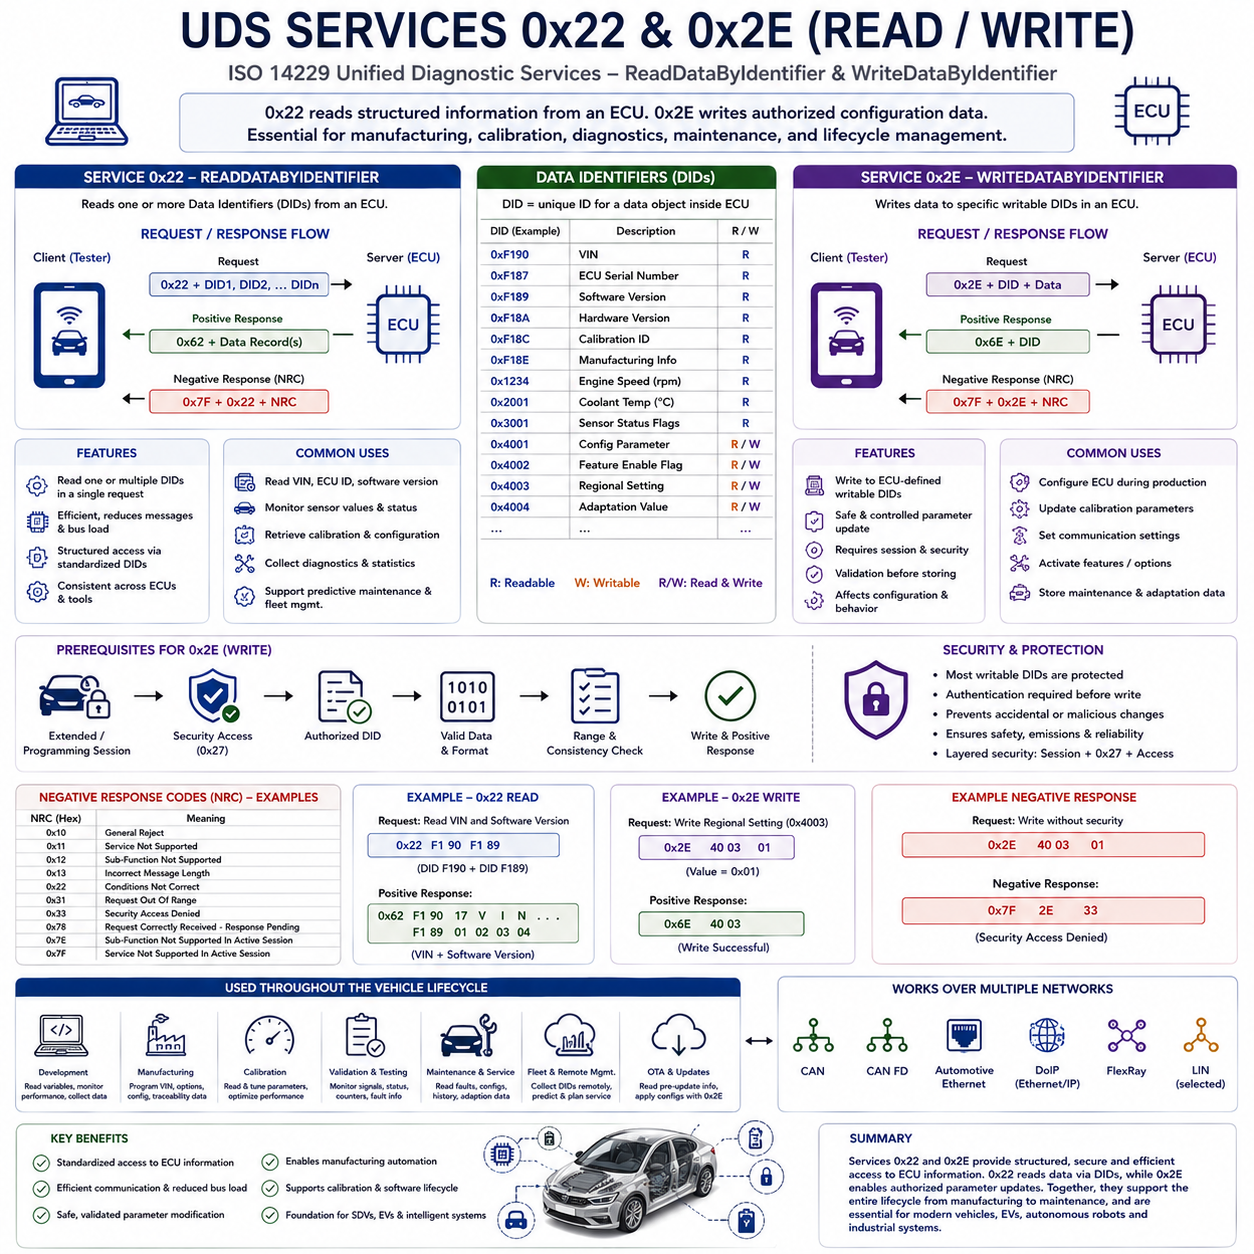 UDS SERVICES 0x22 & 0x2E (READ / WRITE)
ISO 14229 Unified Diagnostic Services – ReadDataByIdentifier & WriteDataByIdentifier
0x22 reads structured information from an ECU. 0x2E writes authorized configuration data.
Essential for manufacturing, calibration, diagnostics, maintenance, and lifecycle management.
ECU
SERVICE 0x22 – READDATABYIDENTIFIER
Reads one or more Data Identifiers (DIDs) from an ECU.
REQUEST / RESPONSE FLOW
Client (Tester)
Request
Server (ECU)
0x22 + DID1, DID2, ... DIDn
Positive Response
ECU
0x62 + Data Record(s)
Negative Response (NRC)
0x7F + 0x22 + NRC
FEATURES
Read one or multiple DIDs
in a single request
Efficient, reduces messages
& bus load
Structured access via
standardized DIDs
Consistent across ECUs
& tools
COMMON USES
Read VIN, ECU ID, software version
Monitor sensor values & status
Retrieve calibration & configuration
Collect diagnostics & statistics
Support predictive maintenance &
fleet mgmt.
DATA IDENTIFIERS (DIDs)
DID = unique ID for a data object inside ECU
DID (Example) Description R / W
0xF190 VIN R
0xF187 ECU Serial Number R
0xF189 Software Version R
0xF18A Hardware Version R
0xF18C Calibration ID R
0xF18E Manufacturing Info R
0x1234 Engine Speed (rpm) R
0x2001 Coolant Temp (°C) R
0x3001 Sensor Status Flags R
0x4001 Config Parameter R / W
0x4002 Feature Enable Flag R / W
0x4003 Regional Setting R / W
0x4004 Adaptation Value R / W
... ... ...
R: Readable W: Writable R/W: Read & Write
SERVICE 0x2E – WRITEDATABYIDENTIFIER
Writes data to specific writable DIDs in an ECU.
REQUEST / RESPONSE FLOW
Client (Tester)
Request
Server (ECU)
0x2E + DID + Data
Positive Response
ECU
0x6E + DID
Negative Response (NRC)
0x7F + 0x2E + NRC
FEATURES
Write to ECU-defined
writable DIDs
Safe & controlled parameter
update
Requires session & security
Validation before storing
Affects configuration &
behavior
COMMON USES
Configure ECU during production
Update calibration parameters
Set communication settings
Activate features / options
Store maintenance & adaptation data
PREREQUISITES FOR 0x2E (WRITE)
Extended /
Programming Session
Security Access
(0x27)
Authorized DID
1010
0101
Valid Data
& Format
Range &
Consistency Check
Write & Positive
Response
SECURITY & PROTECTION
• Most writable DIDs are protected
• Authentication required before write
• Prevents accidental or malicious changes
• Ensures safety, emissions & reliability
• Layered security: Session + 0x27 + Access
NEGATIVE RESPONSE CODES (NRC) – EXAMPLES
NRC (Hex) Meaning
0x10 General Reject
0x11 Service Not Supported
0x12 Sub-Function Not Supported
0x13 Incorrect Message Length
0x22 Conditions Not Correct
0x31 Request Out Of Range
0x33 Security Access Denied
0x78 Request Correctly Received - Response Pending
0x7E Sub-Function Not Supported In Active Session
0x7F Service Not Supported In Active Session
EXAMPLE – 0x22 READ
Request: Read VIN and Software Version
0x22 F1 90 F1 89
(DID F190 + DID F189)
Positive Response:
0x62 F1 90 17 V I N ...
F1 89 01 02 03 04
(VIN + Software Version)
EXAMPLE – 0x2E WRITE
Request: Write Regional Setting (0x4003)
0x2E 40 03 01
(Value = 0x01)
Positive Response:
0x6E 40 03
(Write Successful)
EXAMPLE NEGATIVE RESPONSE
Request: Write without security
0x2E 40 03 01
Negative Response:
0x7F 2E 33
(Security Access Denied)
USED THROUGHOUT THE VEHICLE LIFECYCLE
</>
Development
Read variables, monitor
performance, collect data
Manufacturing
Program VIN, options,
config, traceability data
Calibration
Read & tune parameters,
optimize performance
Validation & Testing
Monitor signals, status,
counters, fault info
Maintenance & Service
Read faults, configs,
history, adaption data
Fleet & Remote Mgmt.
Collect DIDs remotely,
predict & plan service
OTA & Updates
Read pre-update info,
apply configs with 0x2E
WORKS OVER MULTIPLE NETWORKS
CAN
CAN FD
Automotive
Ethernet
DoIP
(Ethernet/IP)
FlexRay
LIN
(selected)
KEY BENEFITS
Standardized access to ECU information
Efficient communication & reduced bus load
Safe, validated parameter modification
Enables manufacturing automation
Supports calibration & software lifecycle
Foundation for SDVs, EVs & intelligent systems
SUMMARY
Services 0x22 and 0x2E provide structured, secure and efficient
access to ECU information. 0x22 reads data via DIDs, while 0x2E
enables authorized parameter updates. Together, they support the
entire lifecycle from manufacturing to maintenance, and are
essential for modern vehicles, EVs, autonomous robots and
industrial systems.